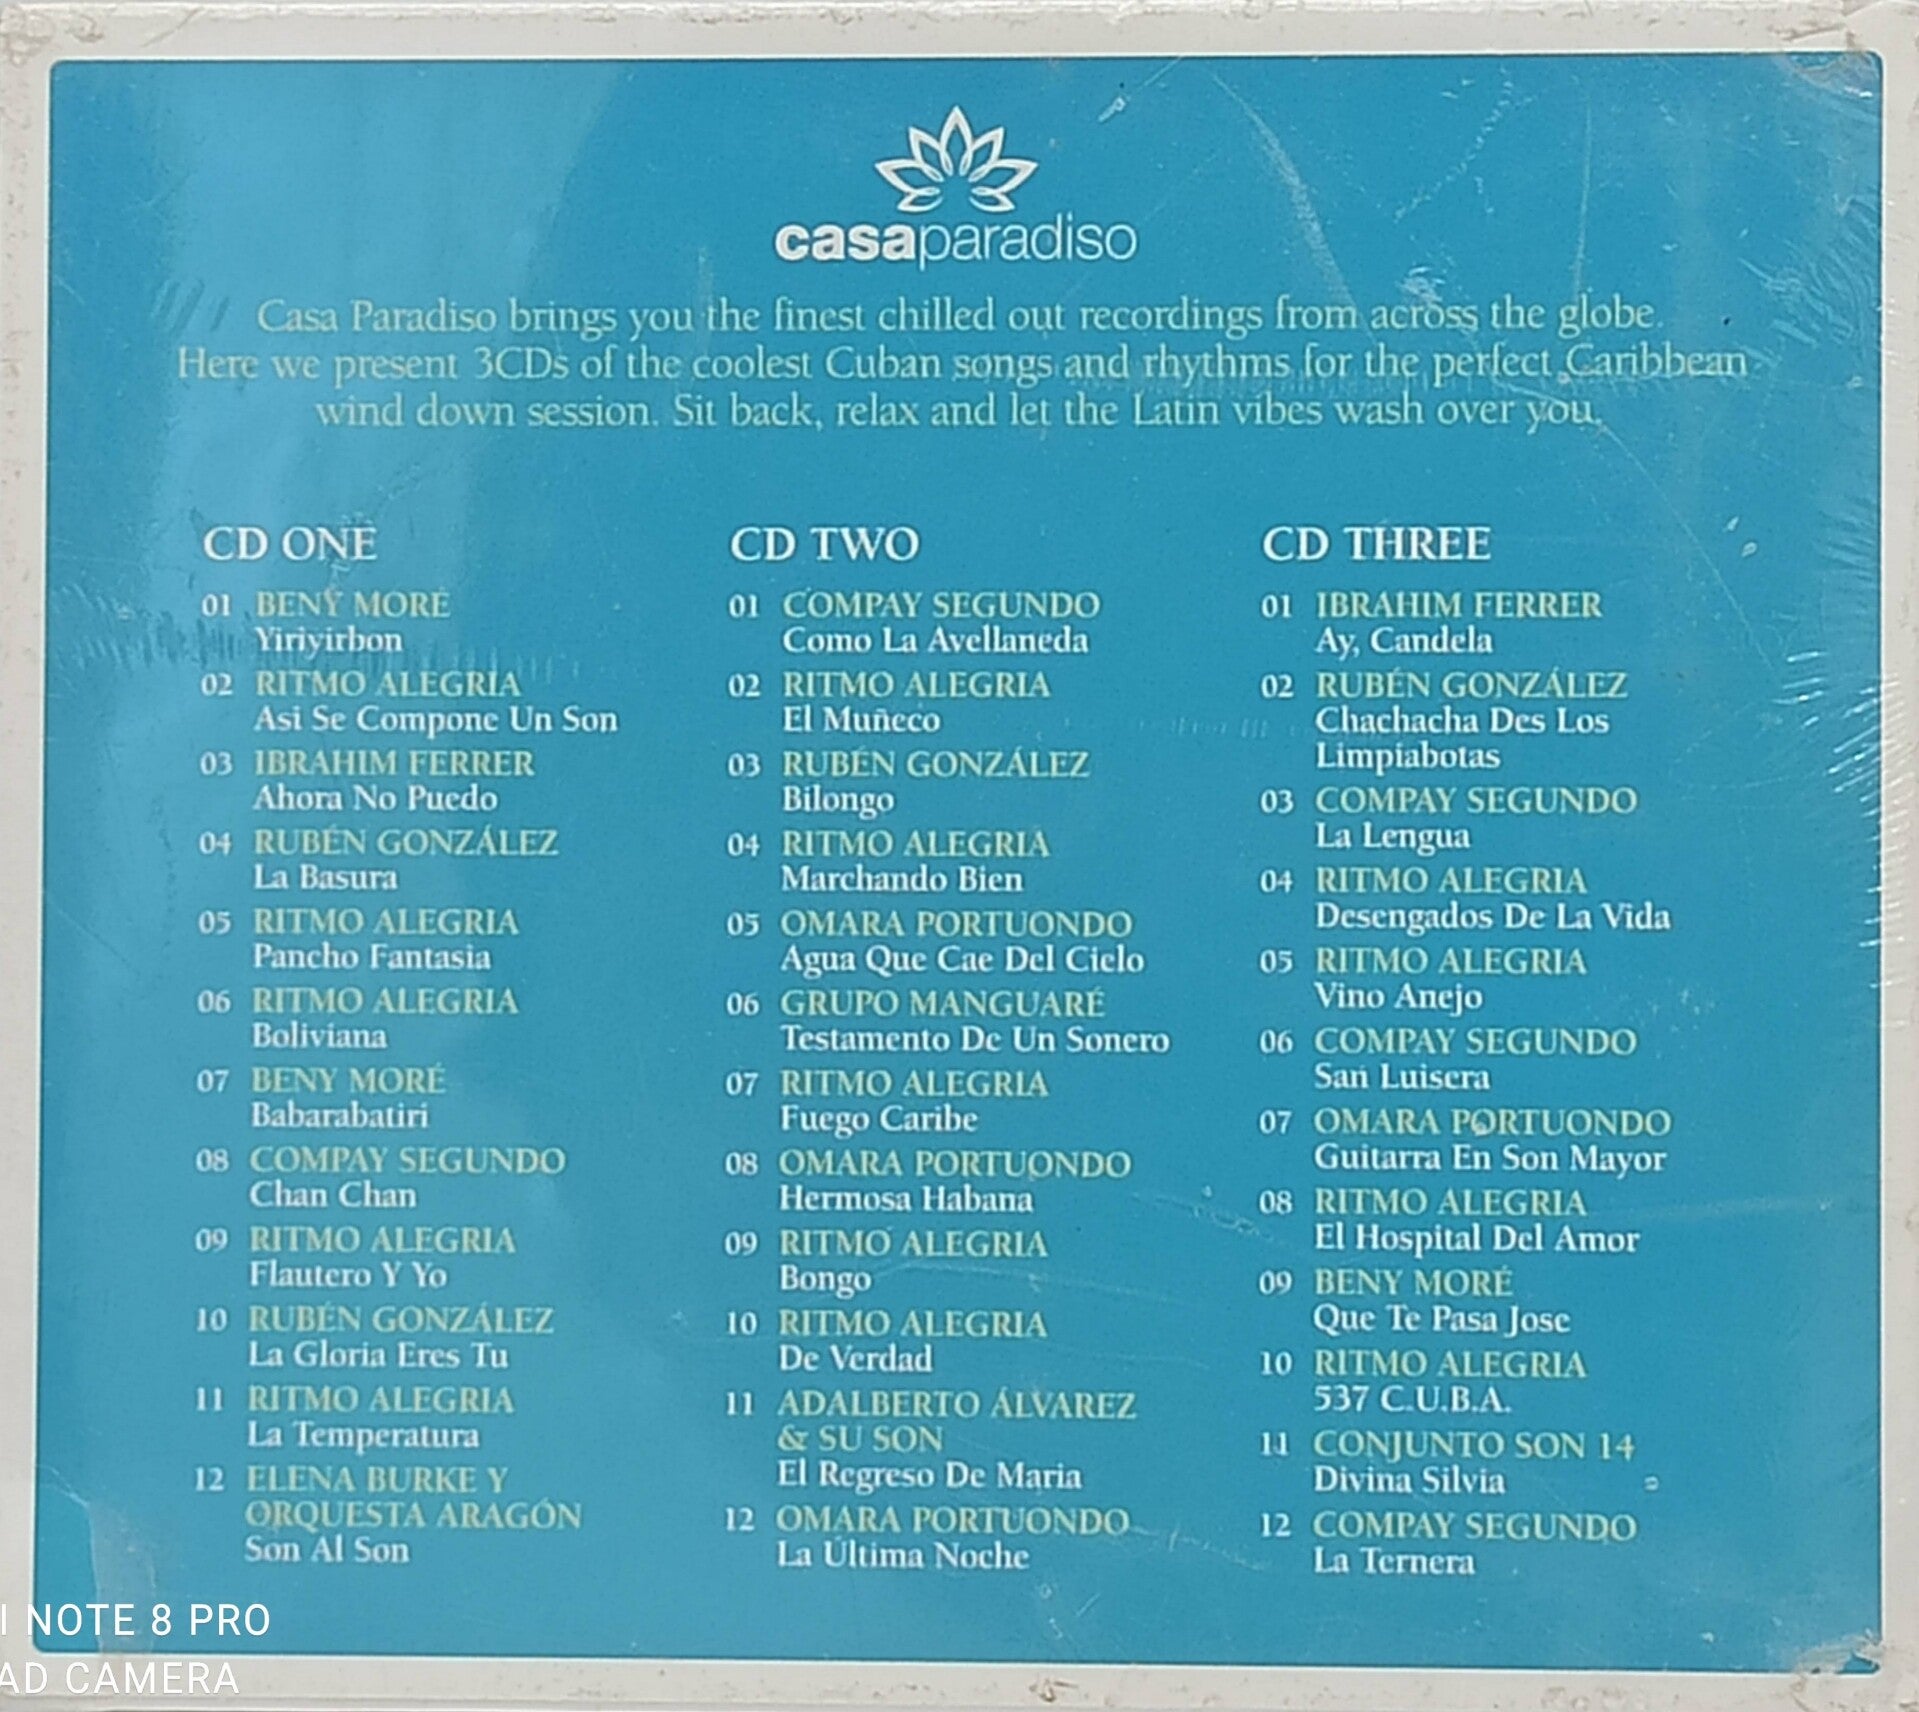 casaparadiso
Casa Paradiso brings you the finest chilled out recordings from across the globe.
Here we present 3CDs of the coolest Cuban songs and rhythms for the perfect Caribbean
wind down session. Sit back, relax and let the Latin vibes wash over you.
CD ONE
01 BENY MORÉ
Yiriyirbon
02 RITMO ALEGRIA
Asi Se Compone Un Son
03 IBRAHIM FERRER
Ahora No Puedo
04 RUBÉN GONZÁLEZ
La Basura
05 RITMO ALEGRIA
Pancho Fantasia
06 RITMO ALEGRIA
Boliviana
07 BENY MORÉ
Babarabatiri
08 COMPAY SEGUNDO
Chan Chan
09 RITMO ALEGRIA
Flautero Y Yo
10 RUBÉN GONZÁLEZ
La Gloria Eres Tu
11 RITMO ALEGRIA
La Temperatura
12 ELENA BURKE Y
ORQUESTA ARAGÓN
Son Al Son
CD TWO
01 COMPAY SEGUNDO
Como La Avellaneda
02 RITMO ALEGRIA
El Muñeco
03 RUBÉN GONZÁLEZ
Bilongo
04 RITMO ALEGRIA
Marchando Bien
05 OMARA PORTUONDO
Agua Que Cae Del Cielo
06 GRUPO MANGUARÉ
Testamento De Un Sonero
07 RITMO ALEGRIA
Fuego Caribe
08 OMARA PORTUONDO
Hermosa Habana
09 RITMO ALEGRIA
Bongo
10 RITMO ALEGRIA
De Verdad
11 ADALBERTO ÁLVAREZ
& SU SON
El Regreso De Maria
12 OMARA PORTUONDO
La Última Noche
CD THREE
01 IBRAHIM FERRER
Ay, Candela
02 RUBÉN GONZÁLEZ
Chachacha Des Los
Limpiabotas
03 COMPAY SEGUNDO
La Lengua
04 RITMO ALEGRIA
Desengados De La Vida
05 RITMO ALEGRIA
Vino Anejo
06 COMPAY SEGUNDO
San Luisera
07 OMARA PORTUONDO
Guitarra En Son Mayor
08 RITMO ALEGRIA
El Hospital Del Amor
09 BENY MORÉ
Que Te Pasa Jose
10 RITMO ALEGRIA
537 C.U.B.A.
11 CONJUNTO SON 14
Divina Silvia
12 COMPAY SEGUNDO
La Ternera
I NOTE 8 PRO
AD CAMERA